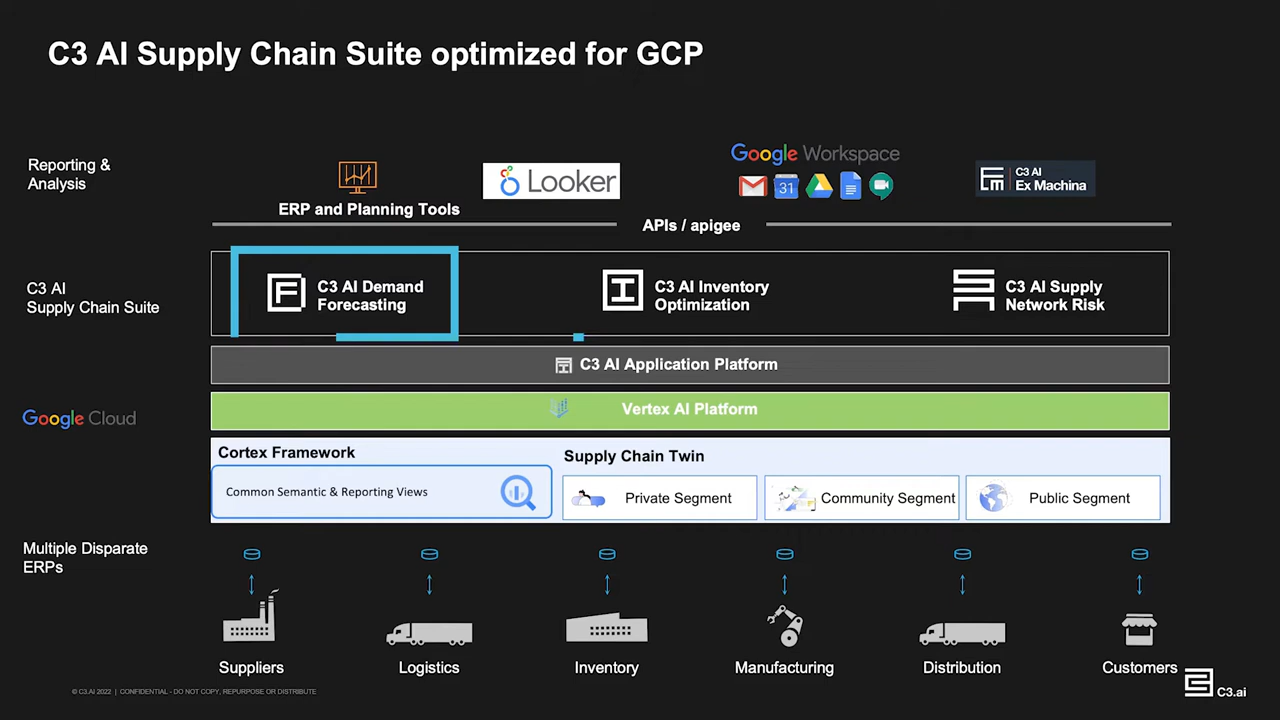 C3 AI Supply Chain Suite optimized for GCP
Reporting &
Analysis
ERP and Planning Tools
Looker
Google Workspace
31
C3 AI
Ex Machina
APIs / apigee
C3 AI
Supply Chain Suite
C3 AI Demand
Forecasting
C3 AI Inventory
Optimization
C3 AI Supply
Network Risk
C3 AI Application Platform
Google Cloud
Vertex AI Platform
Cortex Framework
Common Semantic & Reporting Views
Supply Chain Twin
Private Segment
Community Segment
Public Segment
Multiple Disparate
ERPs
Suppliers
Logistics
Inventory
Manufacturing
Distribution
Customers
© C3.AI 2022 | CONFIDENTIAL - DO NOT COPY, REPURPOSE OR DISTRIBUTE
C3.ai